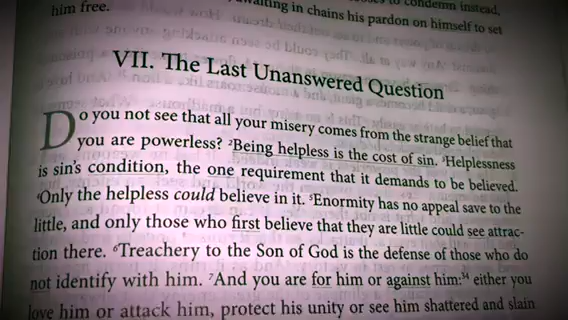 to condemn instead,
him free. awaiting in chains his pardon on himself to set
VII. The Last Unanswered Question
Do you not see that all your misery comes from the strange belief that
you are powerless? ²Being helpless is the cost of sin. ³Helplessness
is sin's condition, the one requirement that it demands to be believed.
⁴Only the helpless could believe in it. ⁵Enormity has no appeal save to the
little, and only those who first believe that they are little could see attrac-
tion there. ⁶Treachery to the Son of God is the defense of those who do
not identify with him. ⁷And you are for him or against him:³⁴ either you
love him or attack him, protect his unity or see him shattered and slain